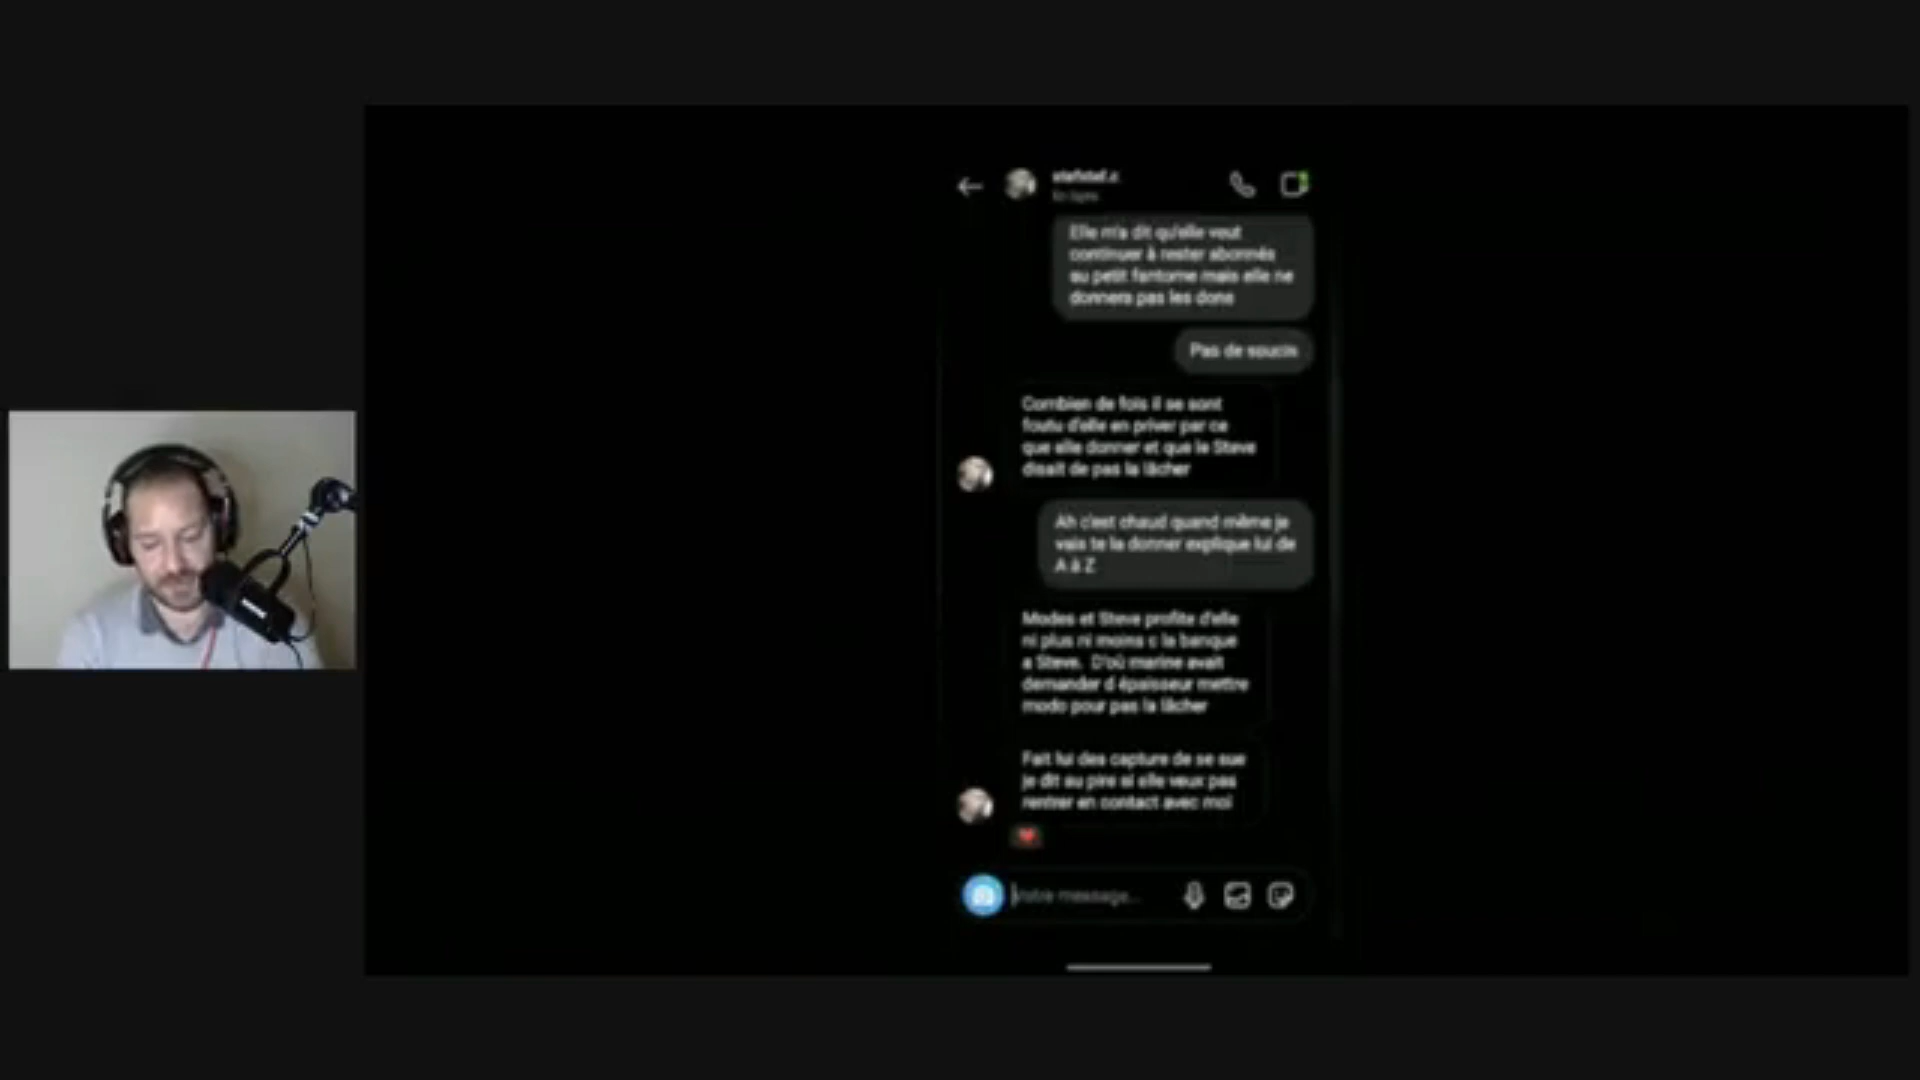 Elle m'a dit qu'elle veut
continuer à rester abonnés
au petit fantome mais elle ne
donnera pas les dons
Pas de soucis
Combien de fois il se sont
foutu d'elle en priver par ce
que elle donner et que le Steve
disait de pas la lâcher
Ah c'est chaud quand même je
vais te la donner explique lui de
A à Z
Modos et Steve profite d'elle
ni plus ni moins c la banque
a Steve. D'où marine avait
demander d épaisseur mettre
modo pour pas la lâcher
Fait lui des capture de se sue
je dit au pire si elle veux pas
rentrer en contact avec moi
Votre message...